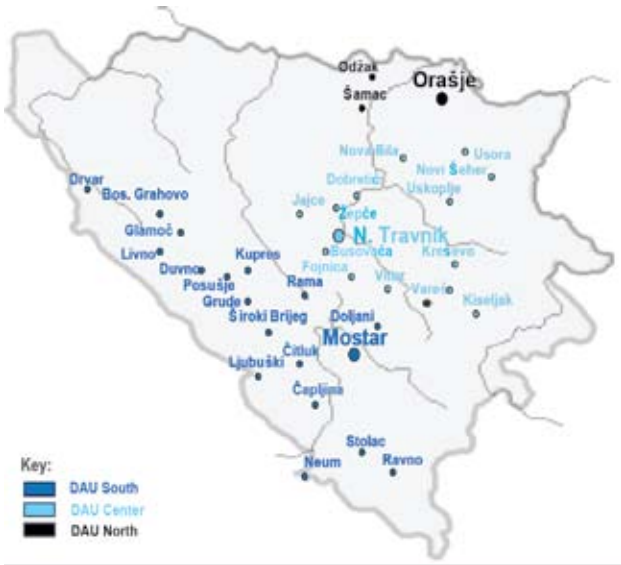 Odžak
Orašje
Šamac
Nova Bila
Usora
Novi Šeher
Dobretići
Uskoplje
Drvar
Bos. Grahovo
Jajce
Žepče
Glamoč
N. Travnik
Livno
Busovača
Kreševo
Kupres
Duvno
Fojnica
Posušje
Rama
Vitez
Vareš
Grude
Kiseljak
Široki Brijeg
Doljani
Mostar
Čitluk
Ljubuški
Čapljina
Stolac
Neum
Ravno
Key:
DAU South
DAU Center
DAU North